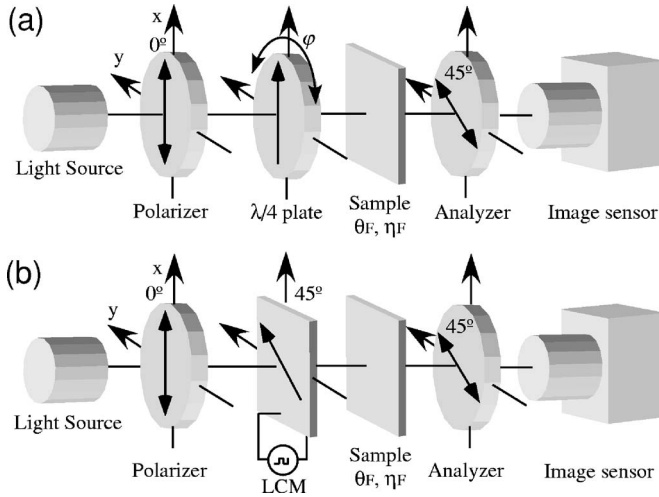 (a)
x
0º
y
φ
45º
Light Source
Polarizer
λ/4 plate
Sample
θF, ηF
Analyzer
Image sensor
(b)
x
0º
y
45º
45º
Light Source
Polarizer
LCM
Sample
θF, ηF
Analyzer
Image sensor